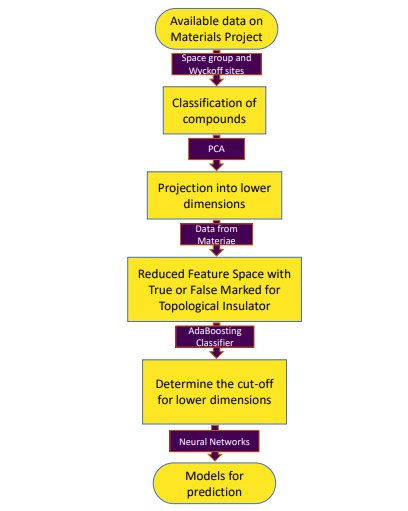 Available data on
Materials Project
Space group and
Wyckoff sites
Classification of
compounds
PCA
Projection into lower
dimensions
Data from
Materiae
Reduced Feature Space with
True or False Marked for
Topological Insulator
AdaBoosting
Classifier
Determine the cut-off
for lower dimensions
Neural Networks
Models for
prediction